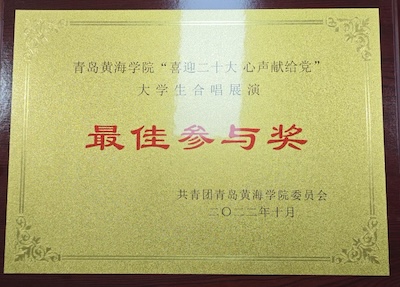 青岛黄海学院“喜迎二十大 心声献给党”
大学生合唱展演
最佳参与奖
共青团青岛黄海学院委员会
二〇二二年十月